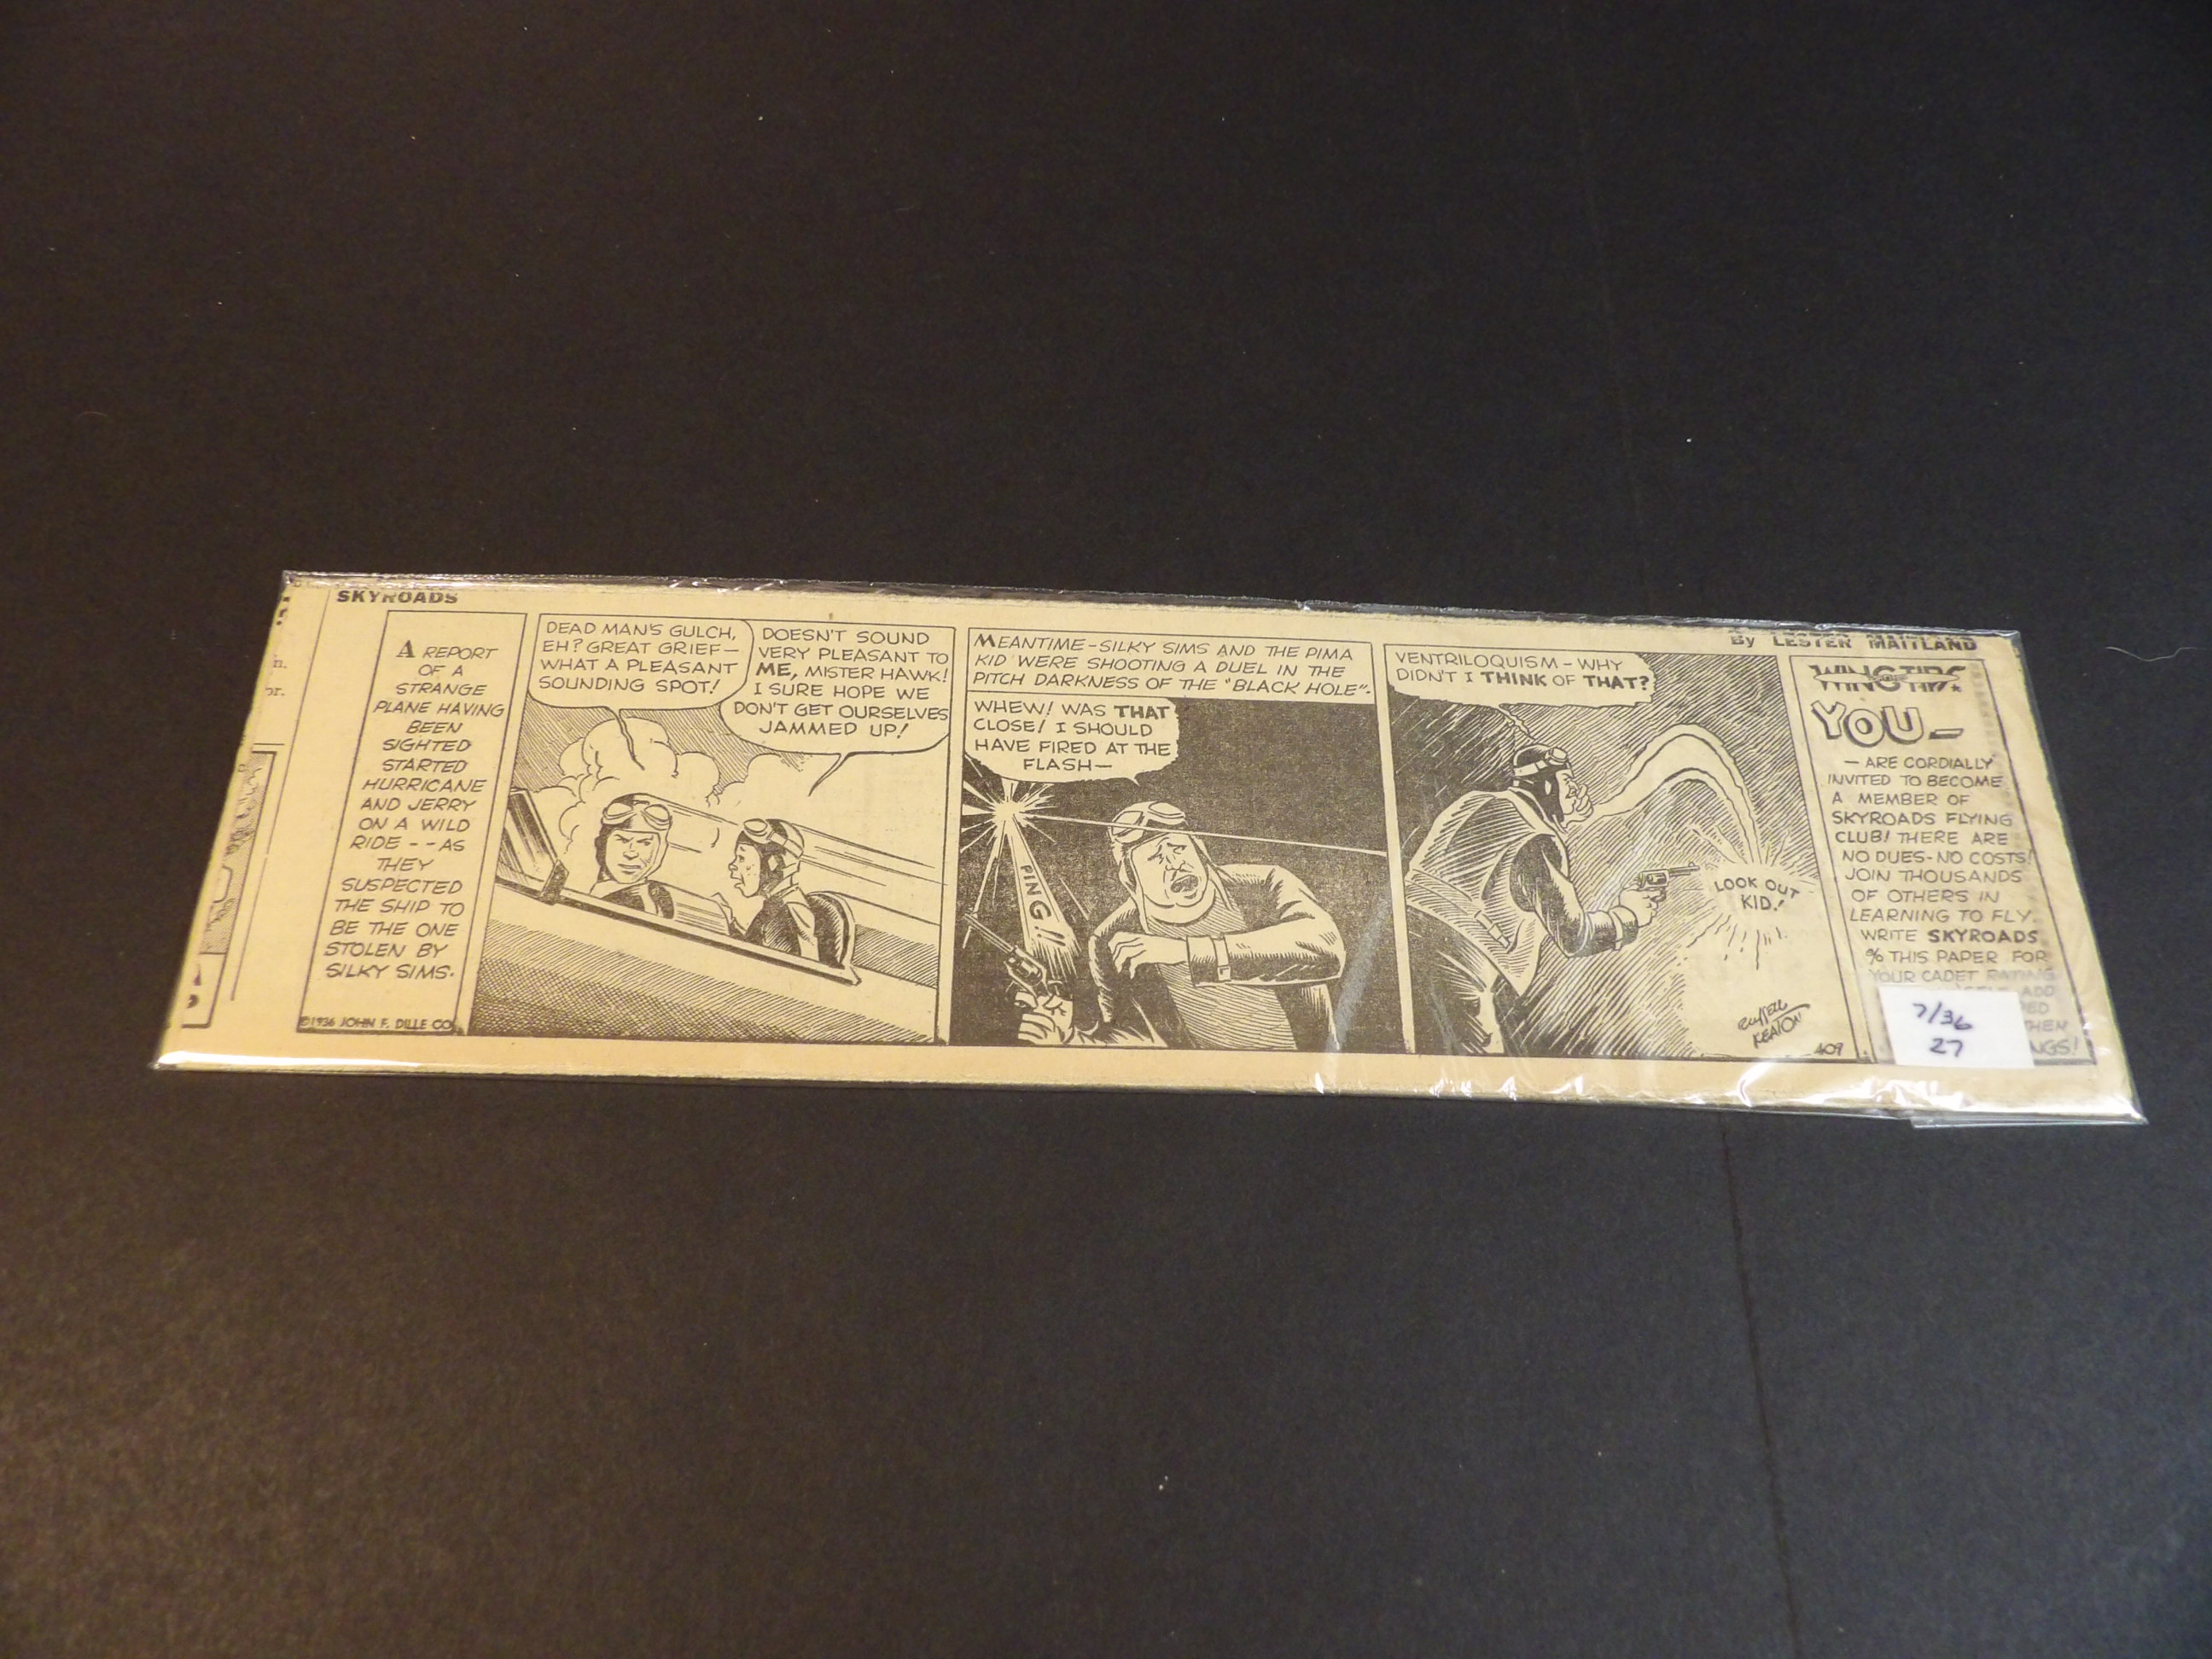 SKYROADS
By LESTER MAITLAND
A REPORT
OF A
STRANGE
PLANE HAVING
BEEN
SIGHTED
STARTED
HURRICANE
AND JERRY
ON A WILD
RIDE -- AS
THEY
SUSPECTED
THE SHIP TO
BE THE ONE
STOLEN BY
SILKY SIMS.
©1936 JOHN F. DILLE CO.
DEAD MAN'S GULCH,
EH? GREAT GRIEF—
WHAT A PLEASANT
SOUNDING SPOT!
DOESN'T SOUND
VERY PLEASANT TO
ME, MISTER HAWK!
I SURE HOPE WE
DON'T GET OURSELVES
JAMMED UP!
MEANTIME - SILKY SIMS AND THE PIMA
KID WERE SHOOTING A DUEL IN THE
PITCH DARKNESS OF THE "BLACK HOLE".
WHEW! WAS THAT
CLOSE! I SHOULD
HAVE FIRED AT THE
FLASH—
PING!!
VENTRILOQUISM - WHY
DIDN'T I THINK OF THAT?
LOOK OUT
KID!
RUSSELL
KEATON
409
WING TIPS
YOU—
— ARE CORDIALLY
INVITED TO BECOME
A MEMBER OF
SKYROADS FLYING
CLUB! THERE ARE
NO DUES - NO COSTS!
JOIN THOUSANDS
OF OTHERS IN
LEARNING TO FLY.
WRITE SKYROADS
% THIS PAPER FOR
YOUR CADET RATING
ADD
7/36
27